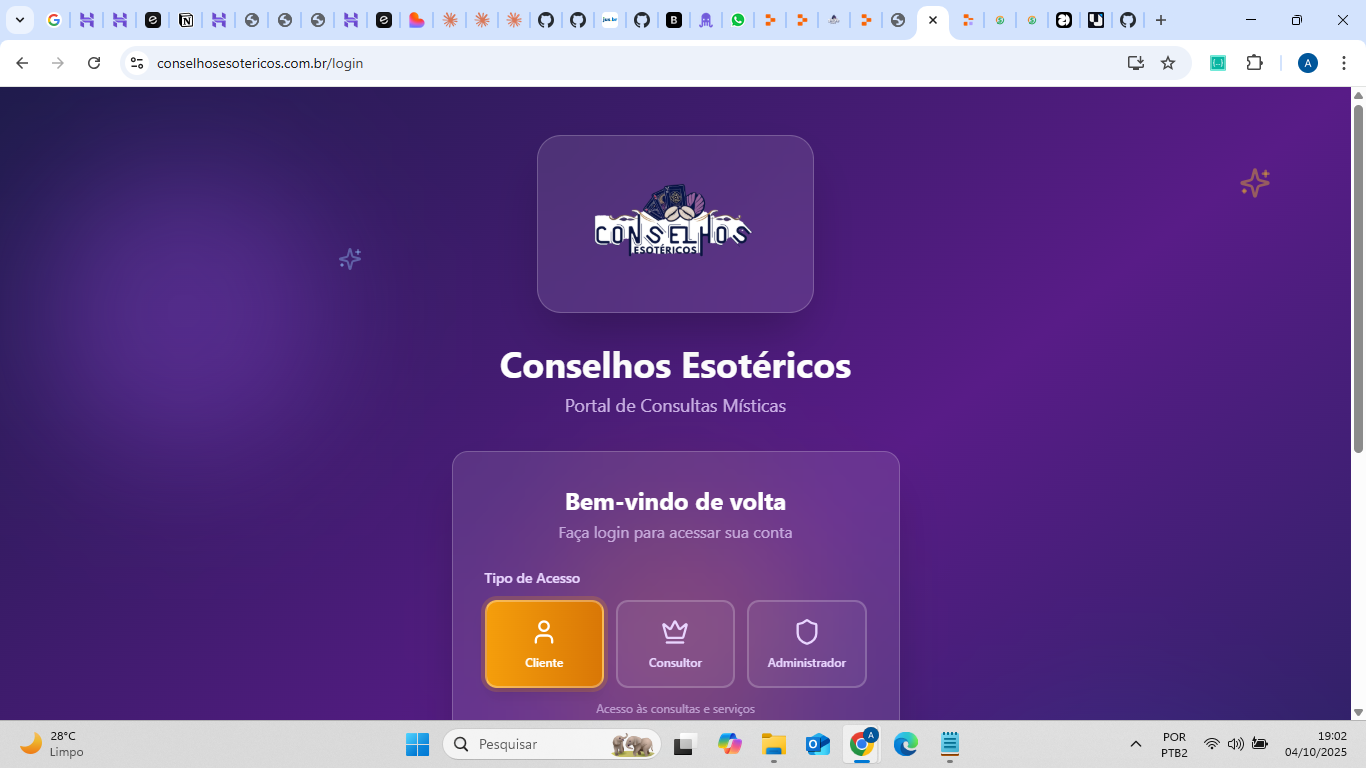 conselhosesotericos.com.br/login
A
CONSELHOS
ESOTÉRICOS
Conselhos Esotéricos
Portal de Consultas Místicas
Bem-vindo de volta
Faça login para acessar sua conta
Tipo de Acesso
Cliente Consultor Administrador
Acesso às consultas e serviços
28°C
Limpo
Pesquisar
A
POR
PTB2
19:02
04/10/2025